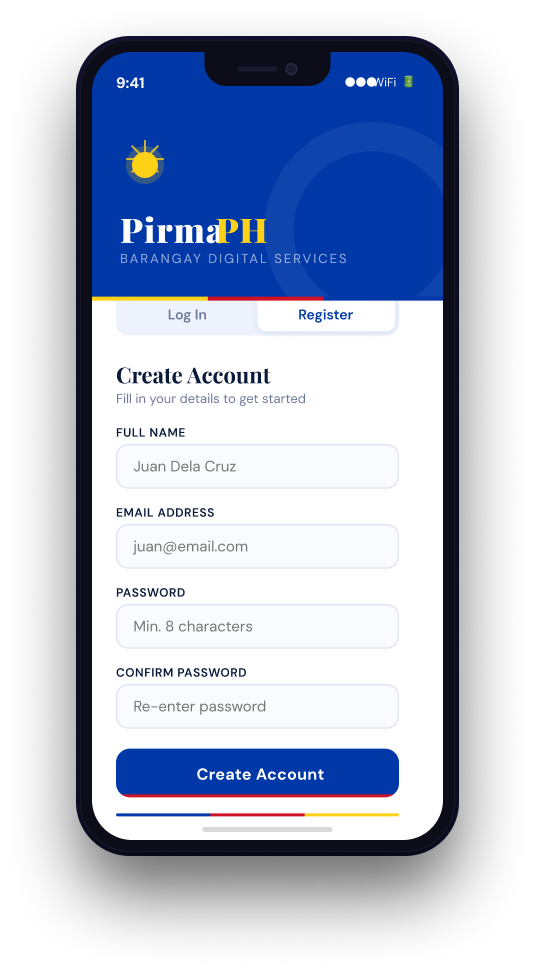 9:41 WiFi
PirmaPH
BARANGAY DIGITAL SERVICES
Log In Register
Create Account
Fill in your details to get started
FULL NAME
Juan Dela Cruz
EMAIL ADDRESS
juan@email.com
PASSWORD
Min. 8 characters
CONFIRM PASSWORD
Re-enter password
Create Account